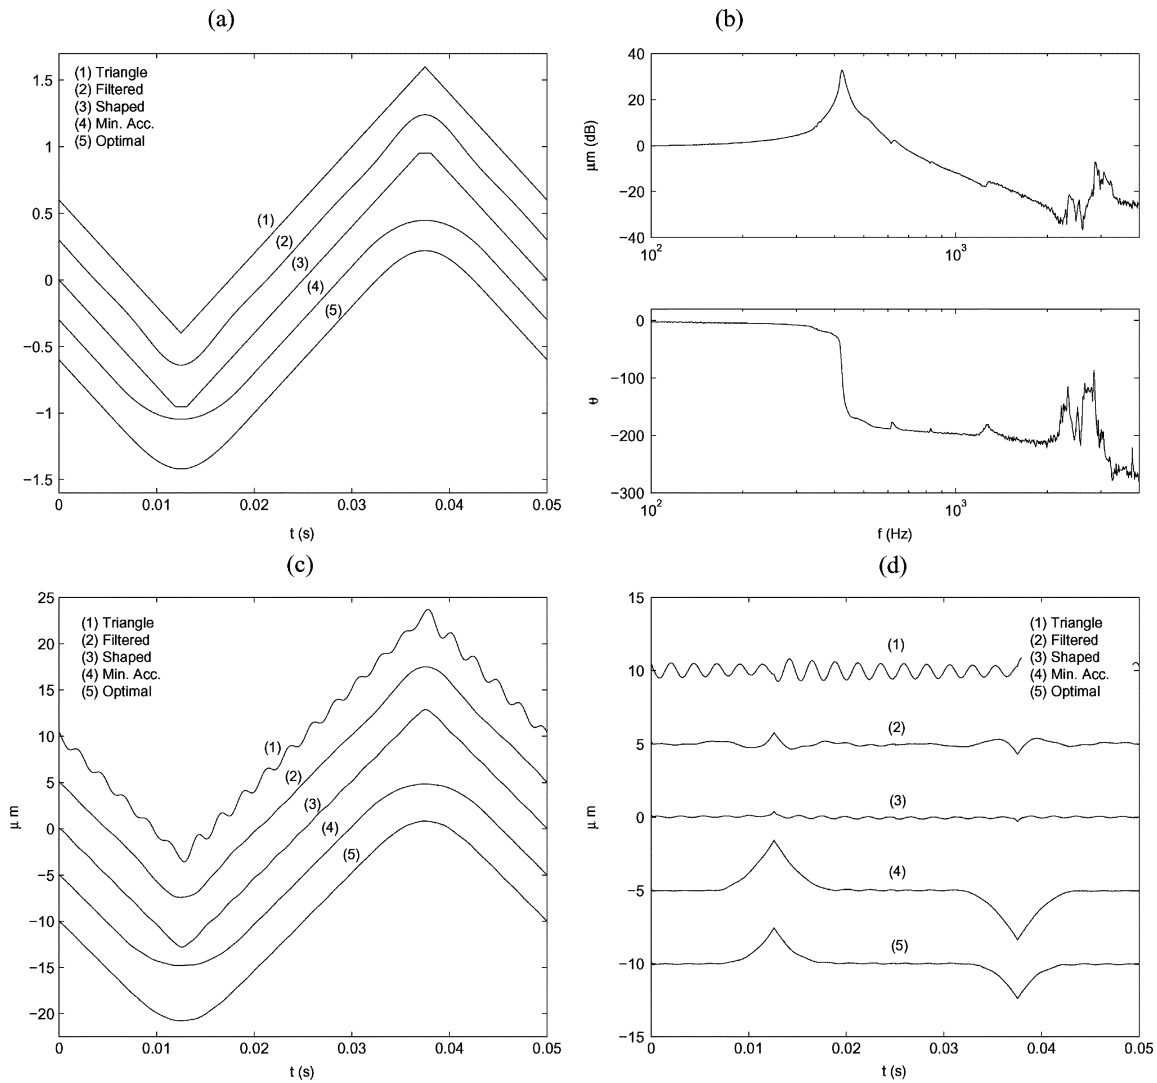 (a)
(1) Triangle
(2) Filtered
(3) Shaped
(4) Min. Acc.
(5) Optimal
1.5
1
0.5
0
−0.5
−1
−1.5
(1)
(2)
(3)
(4)
(5)
0 0.01 0.02 0.03 0.04 0.05
t (s)
(b)
40
20
0
−20
−40
μm (dB)
10² 10³
0
−100
−200
−300
θ
10² 10³
f (Hz)
(c)
25
20
15
10
5
0
−5
−10
−15
−20
μ m
(1) Triangle
(2) Filtered
(3) Shaped
(4) Min. Acc.
(5) Optimal
(1)
(2)
(3)
(4)
(5)
0 0.01 0.02 0.03 0.04 0.05
t (s)
(d)
15
10
5
0
−5
−10
−15
μ m
(1) Triangle
(2) Filtered
(3) Shaped
(4) Min. Acc.
(5) Optimal
(1)
(2)
(3)
(4)
(5)
0 0.01 0.02 0.03 0.04 0.05
t (s)